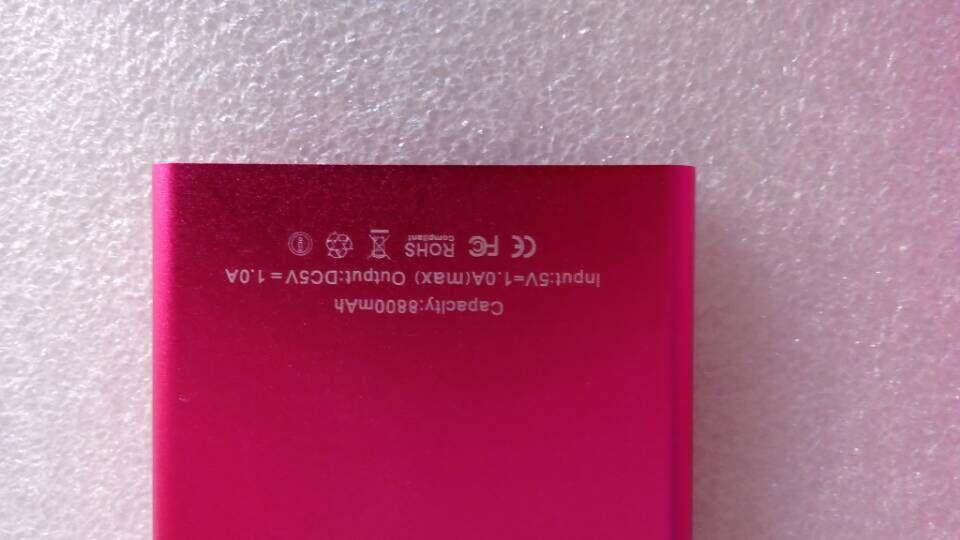 Capacity:8800mAh
Input:5V=1.0A(max) Output:DC5V=1.0A
CE FC ROHS
Compliant